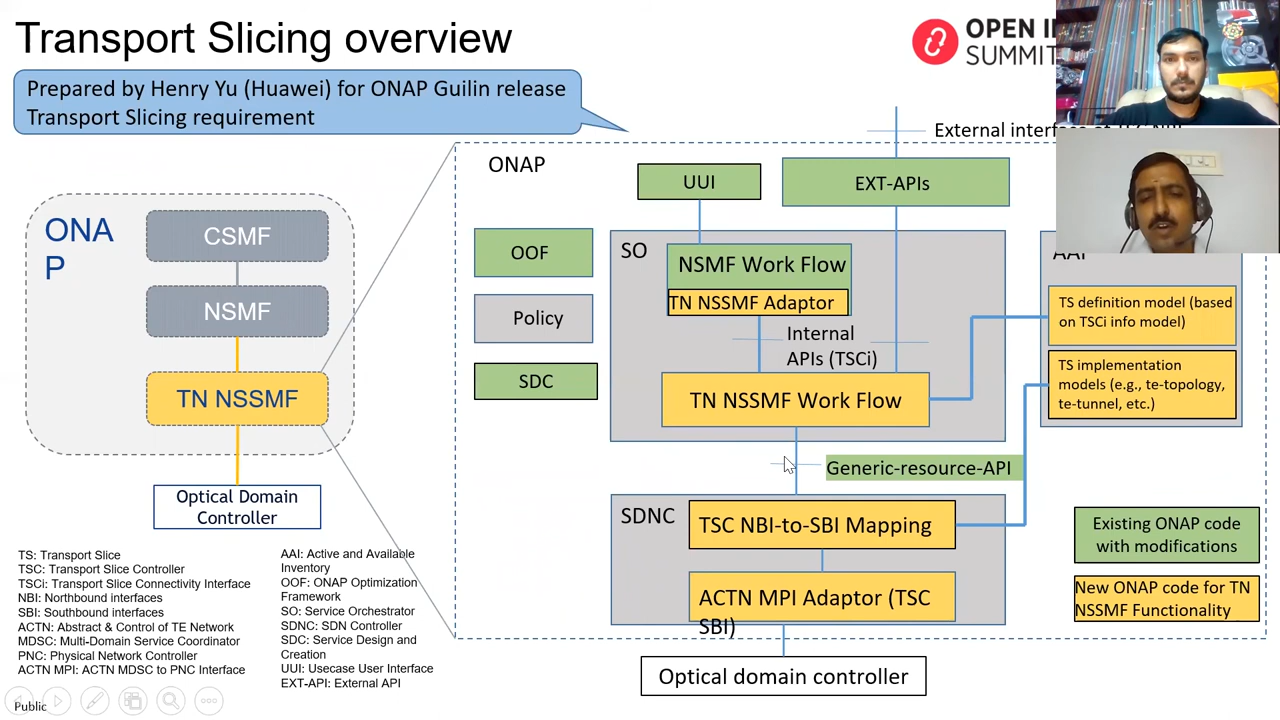 Transport Slicing overview
OPEN
SUMMIT
Prepared by Henry Yu (Huawei) for ONAP Guilin release
Transport Slicing requirement
External
ONAP
UUI
EXT-APIs
ONA
P
CSMF
NSMF
TN NSSMF
Optical Domain
Controller
OOF
Policy
SDC
SO
NSMF Work Flow
TN NSSMF Adaptor
Internal
APIs (TSCi)
TN NSSMF Work Flow
AAI
TS definition model (based
on TSCi info model)
TS implementation
models (e.g., te-topology,
te-tunnel, etc.)
Generic-resource-API
SDNC
TSC NBI-to-SBI Mapping
ACTN MPI Adaptor (TSC
SBI)
Existing ONAP code
with modifications
New ONAP code for TN
NSSMF Functionality
Optical domain controller
TS: Transport Slice
TSC: Transport Slice Controller
TSCi: Transport Slice Connectivity Interface
NBI: Northbound interfaces
SBI: Southbound interfaces
ACTN: Abstract & Control of TE Network
MDSC: Multi-Domain Service Coordinator
PNC: Physical Network Controller
ACTN MPI: ACTN MDSC to PNC Interface
AAI: Active and Available
Inventory
OOF: ONAP Optimization
Framework
SO: Service Orchestrator
SDNC: SDN Controller
SDC: Service Design and
Creation
UUI: Usecase User Interface
EXT-API: External API
Public